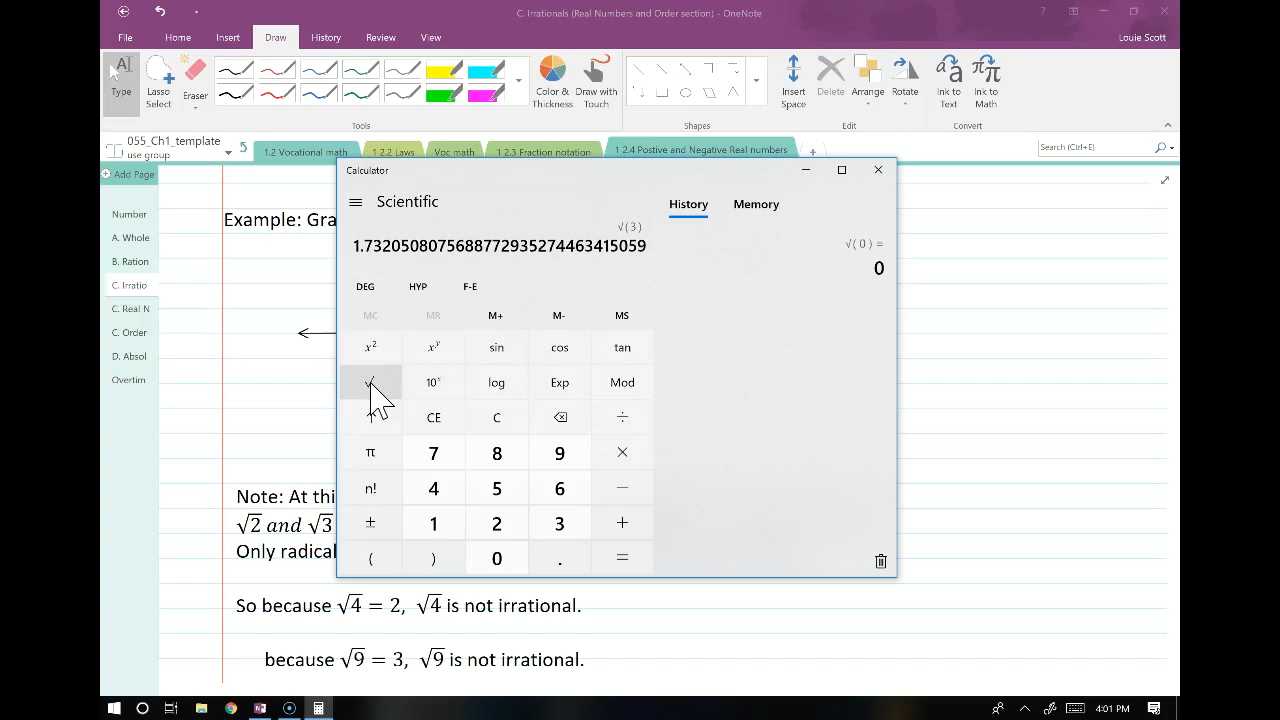 C. Irrationals (Real Numbers and Order section) - OneNote
File Home Insert Draw History Review View Louie Scott
Type
Lasso Select
Eraser
Color & Thickness
Draw with Touch
Insert Space
Delete
Arrange
Rotate
Ink to Text
Ink to Math
Tools Shapes Edit Convert
055_Ch1_template
use group
1.2 Vocational math
1.2.2 Laws
Voc math
1.2.3 Fraction notation
1 2.4 Postive and Negative Real numbers
Search (Ctrl+E)
Add Page
Number
A. Whole
B. Ration
C. Irratio
C. Real N
C. Order
D. Absol
Overtim
Example: Gra
Calculator
Scientific
History Memory
√(3)
1.7320508075688772935274463415059
√( 0 ) =
0
DEG HYP F-E
MC MR M+ M- MS
x² xʸ sin cos tan
√ 10ˣ log Exp Mod
↑ CE C ⌫ ÷
π 7 8 9 ×
n! 4 5 6 −
± 1 2 3 +
( ) 0 . =
Note: At thi
√2 and √3
Only radical
So because √4 = 2, √4 is not irrational.
because √9 = 3, √9 is not irrational.
4:01 PM